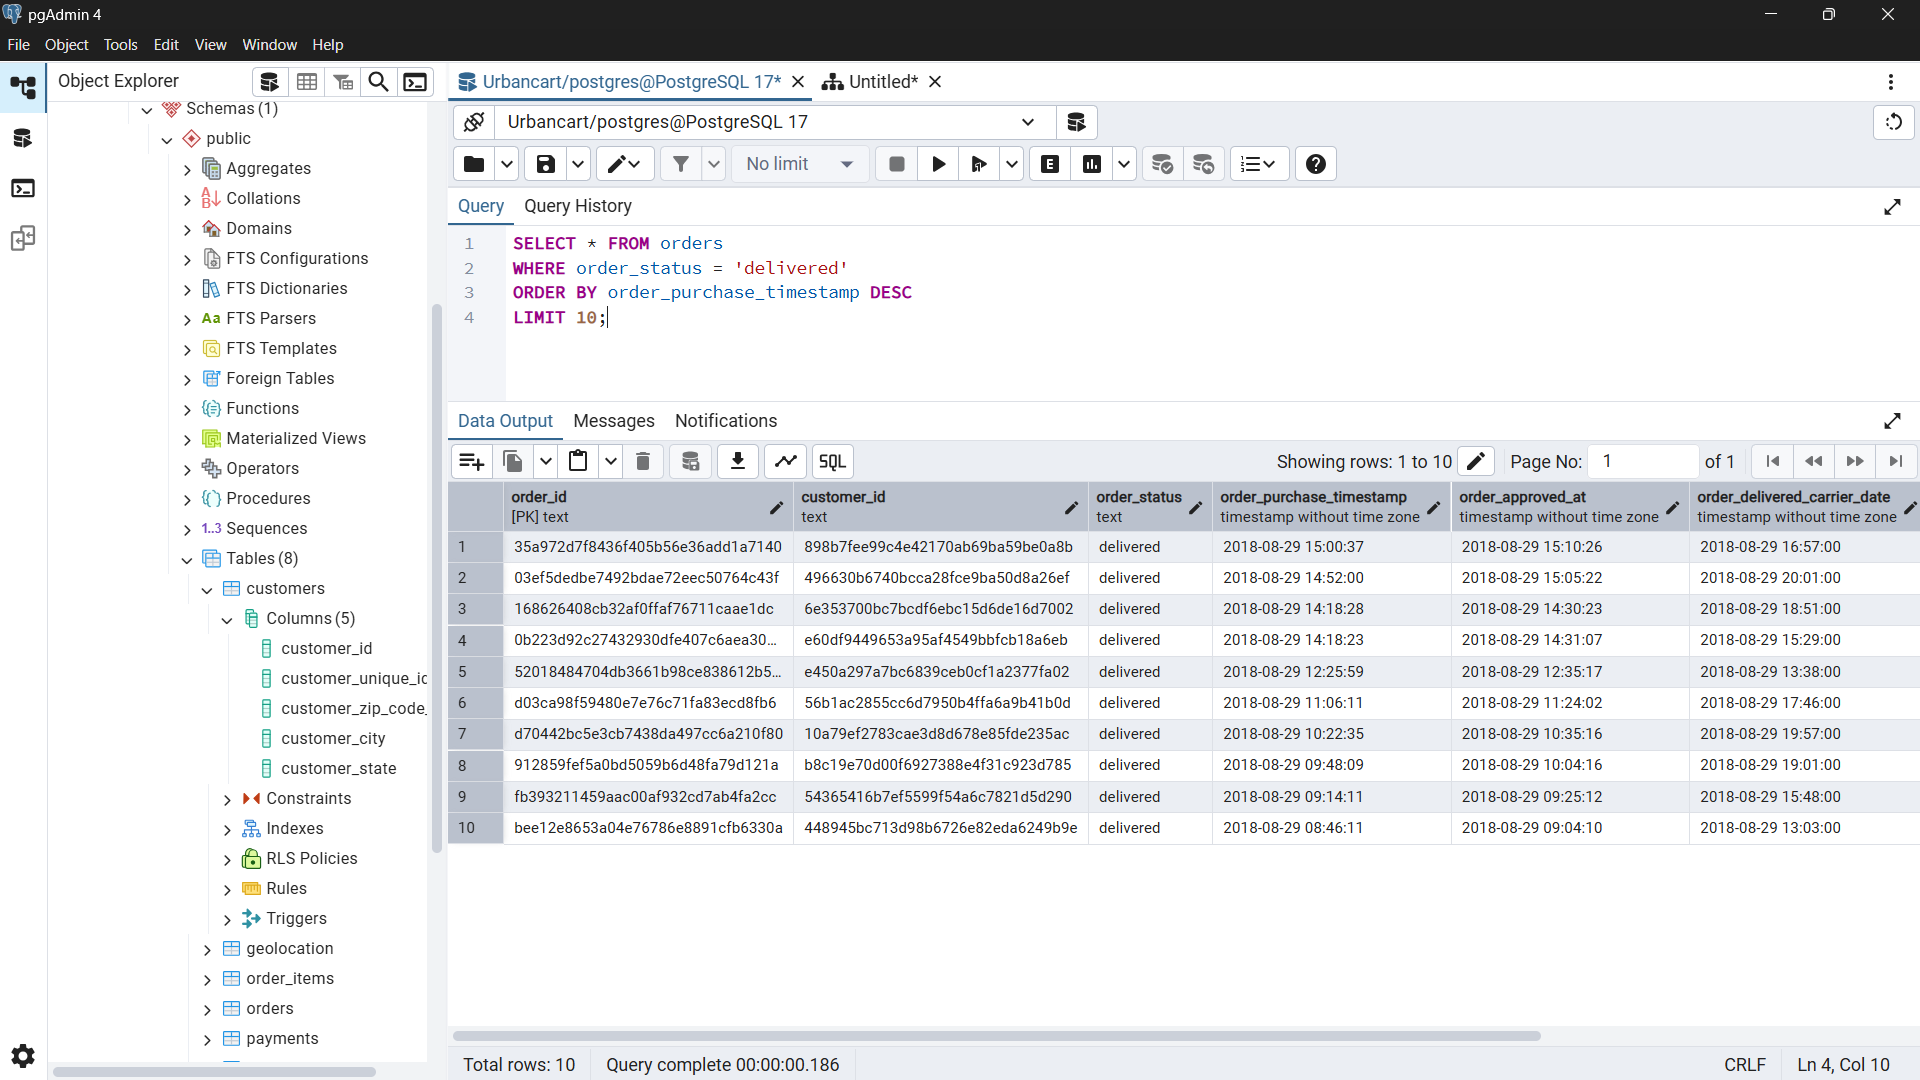 pgAdmin 4
File Object Tools Edit View Window Help
Object Explorer
Schemas (1)
public
Aggregates
Collations
Domains
FTS Configurations
FTS Dictionaries
Aa FTS Parsers
FTS Templates
Foreign Tables
Functions
Materialized Views
Operators
Procedures
1..3 Sequences
Tables (8)
customers
Columns (5)
customer_id
customer_unique_id
customer_zip_code_
customer_city
customer_state
Constraints
Indexes
RLS Policies
Rules
Triggers
geolocation
order_items
orders
payments
Urbancart/postgres@PostgreSQL 17* Untitled*
Urbancart/postgres@PostgreSQL 17
No limit E
Query Query History
1 SELECT * FROM orders
2 WHERE order_status = 'delivered'
3 ORDER BY order_purchase_timestamp DESC
4 LIMIT 10;
Data Output Messages Notifications
SQL Showing rows: 1 to 10 Page No: 1 of 1
order_id customer_id order_status order_purchase_timestamp order_approved_at order_delivered_carrier_date
[PK] text text text timestamp without time zone timestamp without time zone timestamp without time zone
1 35a972d7f8436f405b56e36add1a7140 898b7fee99c4e42170ab69ba59be0a8b delivered 2018-08-29 15:00:37 2018-08-29 15:10:26 2018-08-29 16:57:00
2 03ef5dedbe7492bdae72eec50764c43f 496630b6740bcca28fce9ba50d8a26ef delivered 2018-08-29 14:52:00 2018-08-29 15:05:22 2018-08-29 20:01:00
3 168626408cb32af0ffaf76711caae1dc 6e353700bc7bcdf6ebc15d6de16d7002 delivered 2018-08-29 14:18:28 2018-08-29 14:30:23 2018-08-29 18:51:00
4 0b223d92c27432930dfe407c6aea30... e60df9449653a95af4549bbfcb18a6eb delivered 2018-08-29 14:18:23 2018-08-29 14:31:07 2018-08-29 15:29:00
5 52018484704db3661b98ce838612b5... e450a297a7bc6839ceb0cf1a2377fa02 delivered 2018-08-29 12:25:59 2018-08-29 12:35:17 2018-08-29 13:38:00
6 d03ca98f59480e7e76c71fa83ecd8fb6 56b1ac2855cc6d7950b4ffa6a9b41b0d delivered 2018-08-29 11:06:11 2018-08-29 11:24:02 2018-08-29 17:46:00
7 d70442bc5e3cb7438da497cc6a210f80 10a79ef2783cae3d8d678e85fde235ac delivered 2018-08-29 10:22:35 2018-08-29 10:35:16 2018-08-29 19:57:00
8 912859fef5a0bd5059b6d48fa79d121a b8c19e70d00f6927388e4f31c923d785 delivered 2018-08-29 09:48:09 2018-08-29 10:04:16 2018-08-29 19:01:00
9 fb393211459aac00af932cd7ab4fa2cc 54365416b7ef5599f54a6c7821d5d290 delivered 2018-08-29 09:14:11 2018-08-29 09:25:12 2018-08-29 15:48:00
10 bee12e8653a04e76786e8891cfb6330a 448945bc713d98b6726e82eda6249b9e delivered 2018-08-29 08:46:11 2018-08-29 09:04:10 2018-08-29 13:03:00
Total rows: 10 Query complete 00:00:00.186 CRLF Ln 4, Col 10